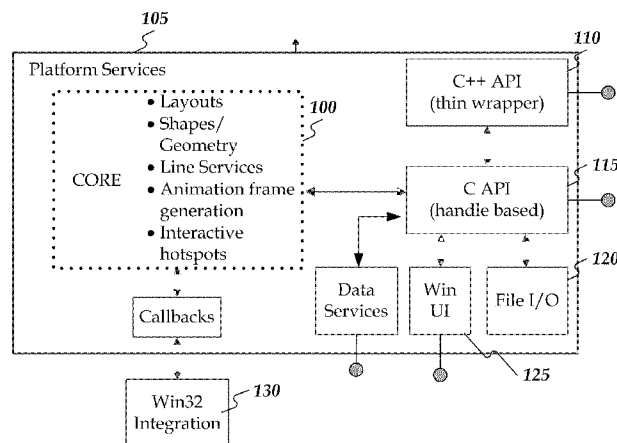 105
110
Platform Services
C++ API
(thin wrapper)
100
• Layouts
• Shapes/
Geometry
CORE
• Line Services
• Animation frame
generation
• Interactive
hotspots
115
C API
(handle based)
120
Callbacks
Data
Services
Win
UI
File I/O
125
130
Win32
Integration